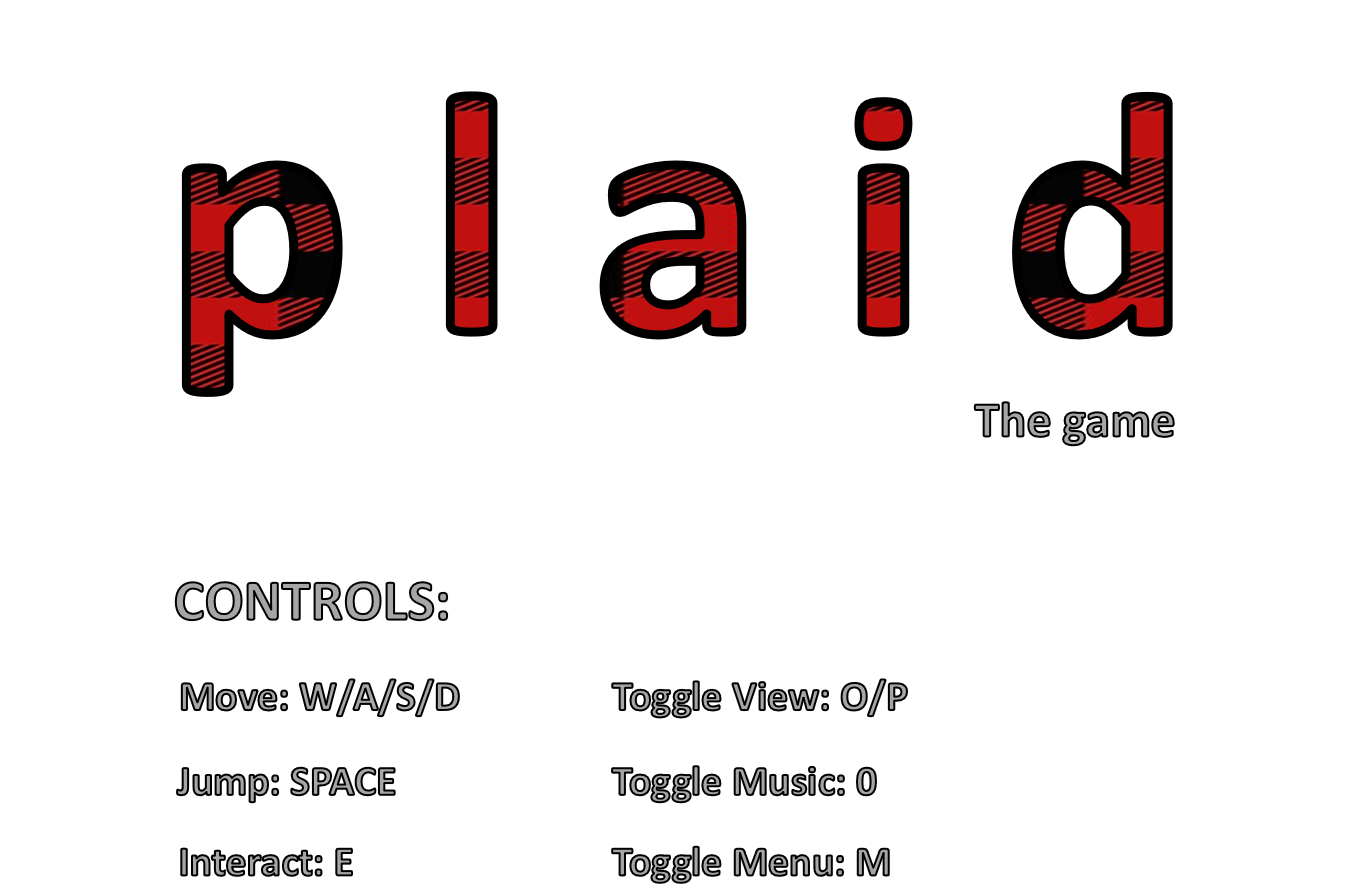 plaid
The game
CONTROLS:
Move: W/A/S/D
Toggle View: O/P
Jump: SPACE
Toggle Music: 0
Interact: E
Toggle Menu: M